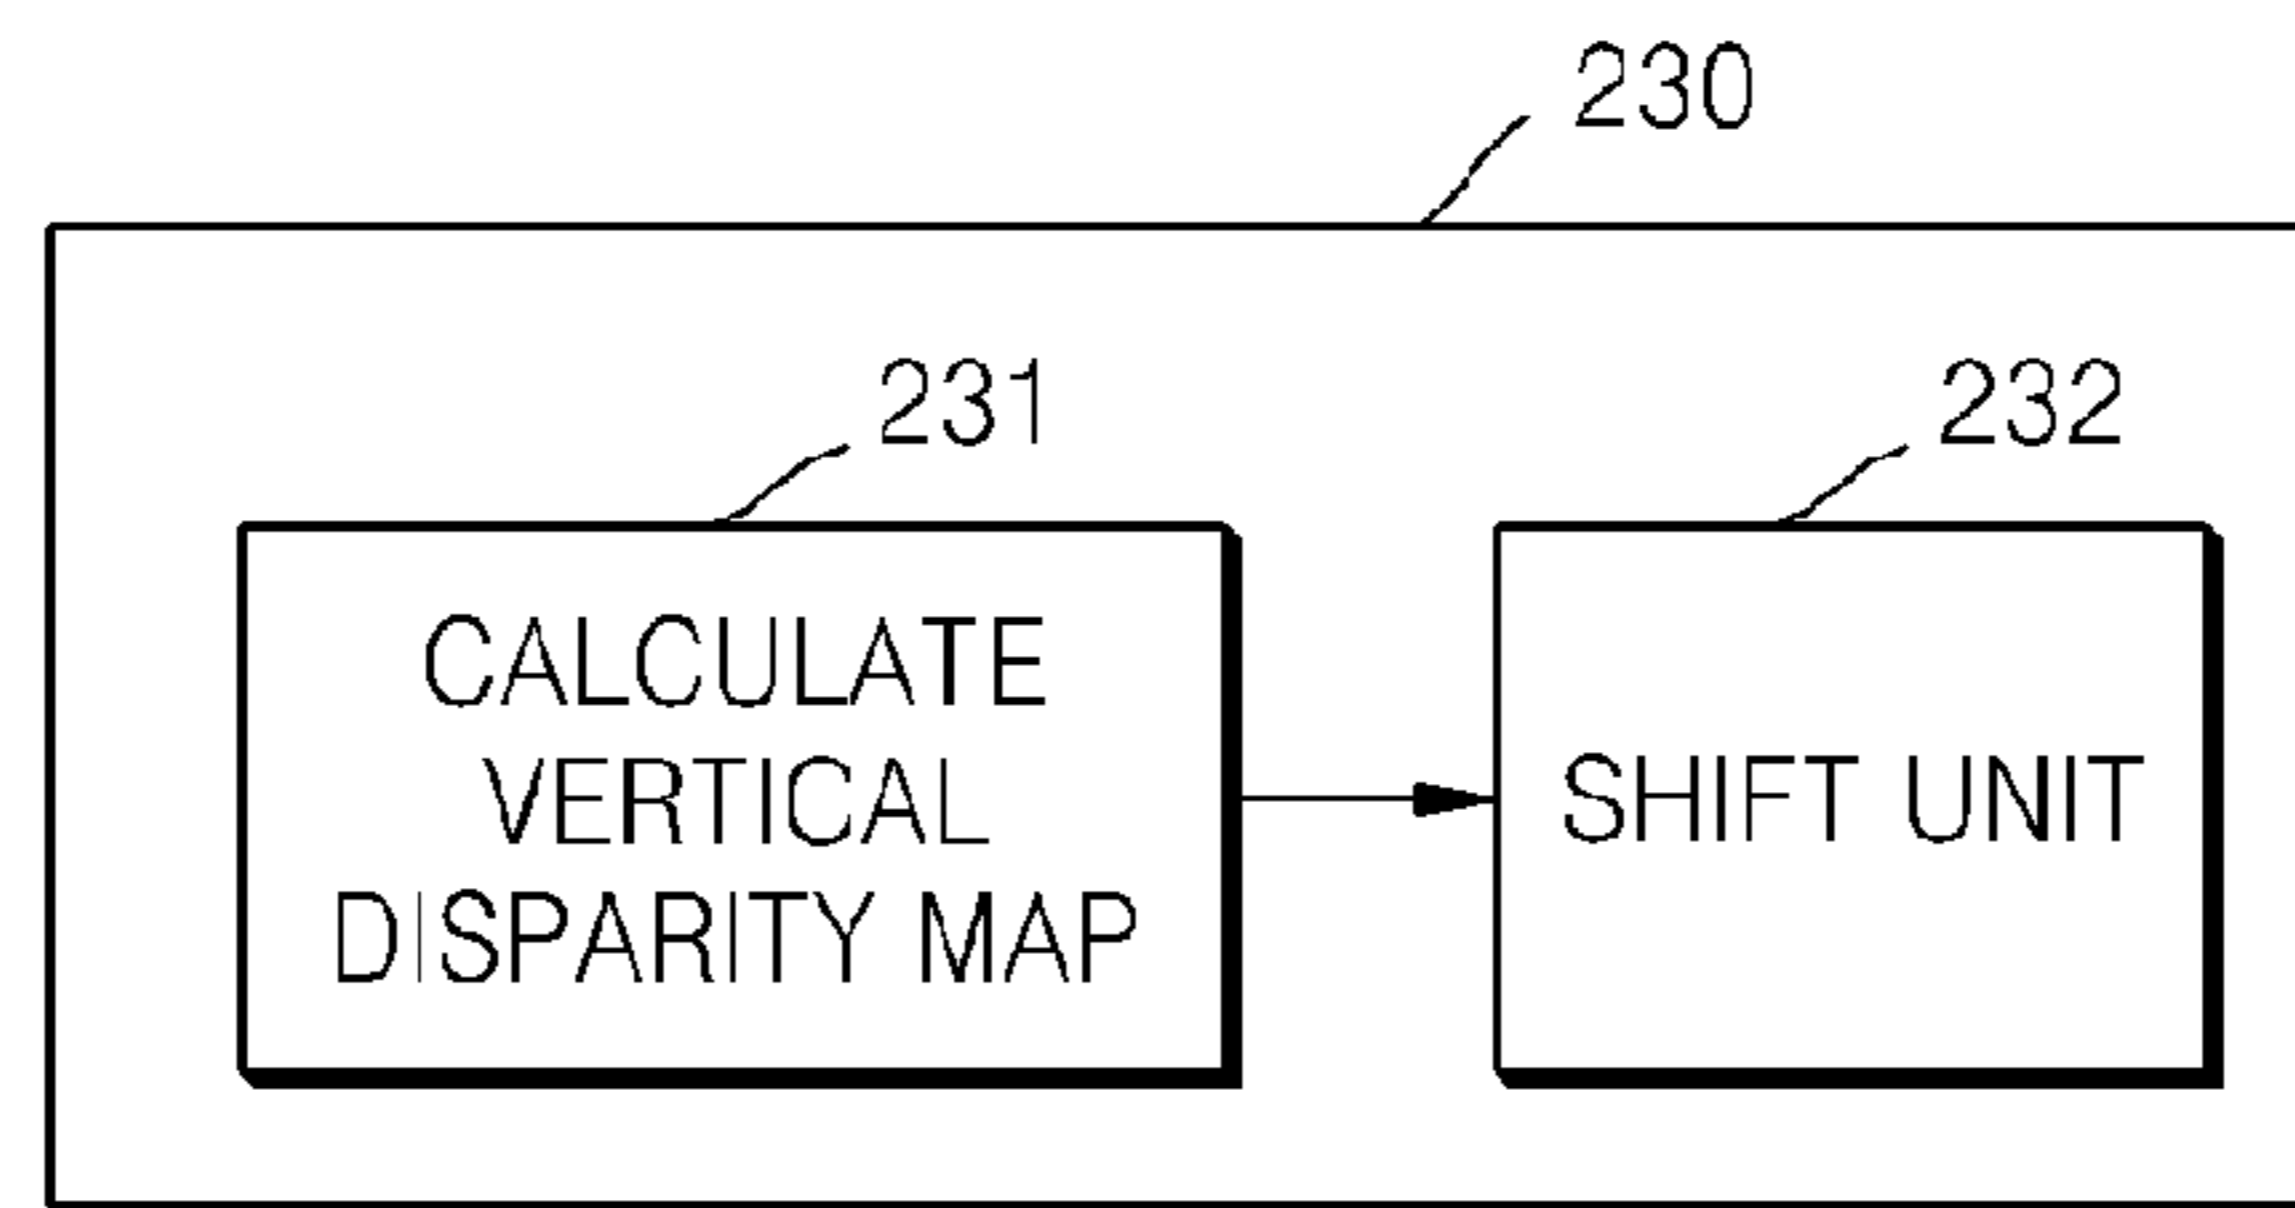 230
231
232
CALCULATE
VERTICAL
DISPARITY MAP
SHIFT UNIT